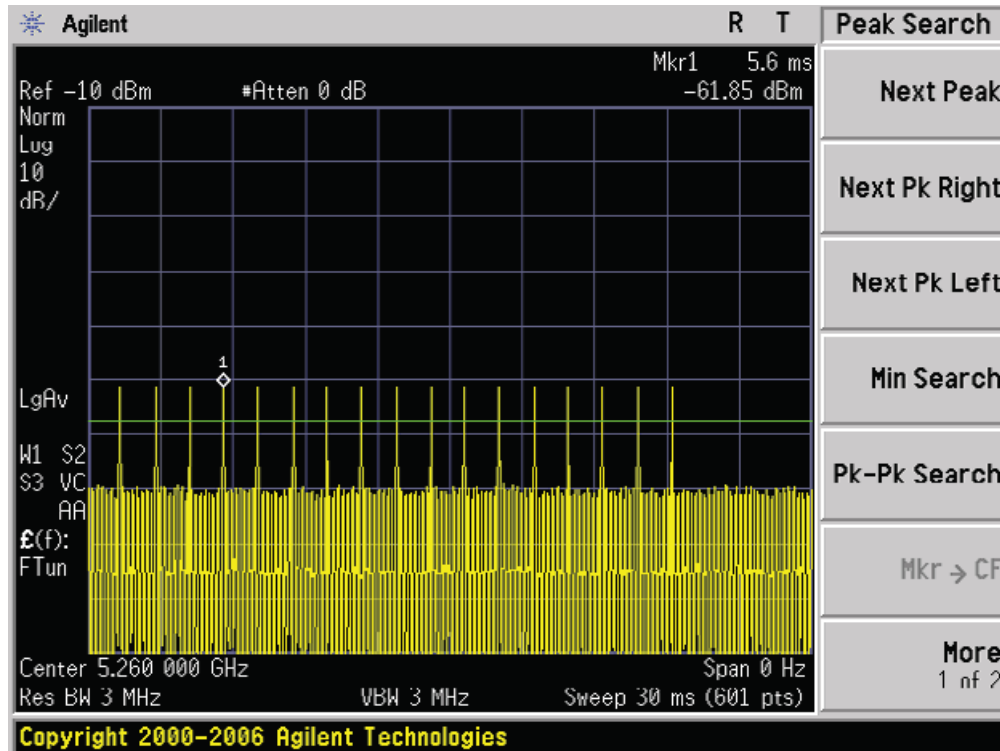 Agilent R T Peak Search
Mkr1 5.6 ms
Ref -10 dBm #Atten 0 dB -61.85 dBm
Norm
Lug
10
dB/
1
LgAv
W1 S2
S3 VC
AA
£(f):
FTun
Center 5.260 000 GHz Span 0 Hz
Res BW 3 MHz VBW 3 MHz Sweep 30 ms (601 pts)
Copyright 2000-2006 Agilent Technologies
Next Peak
Next Pk Right
Next Pk Left
Min Search
Pk-Pk Search
Mkr → CF
More
1 of 2